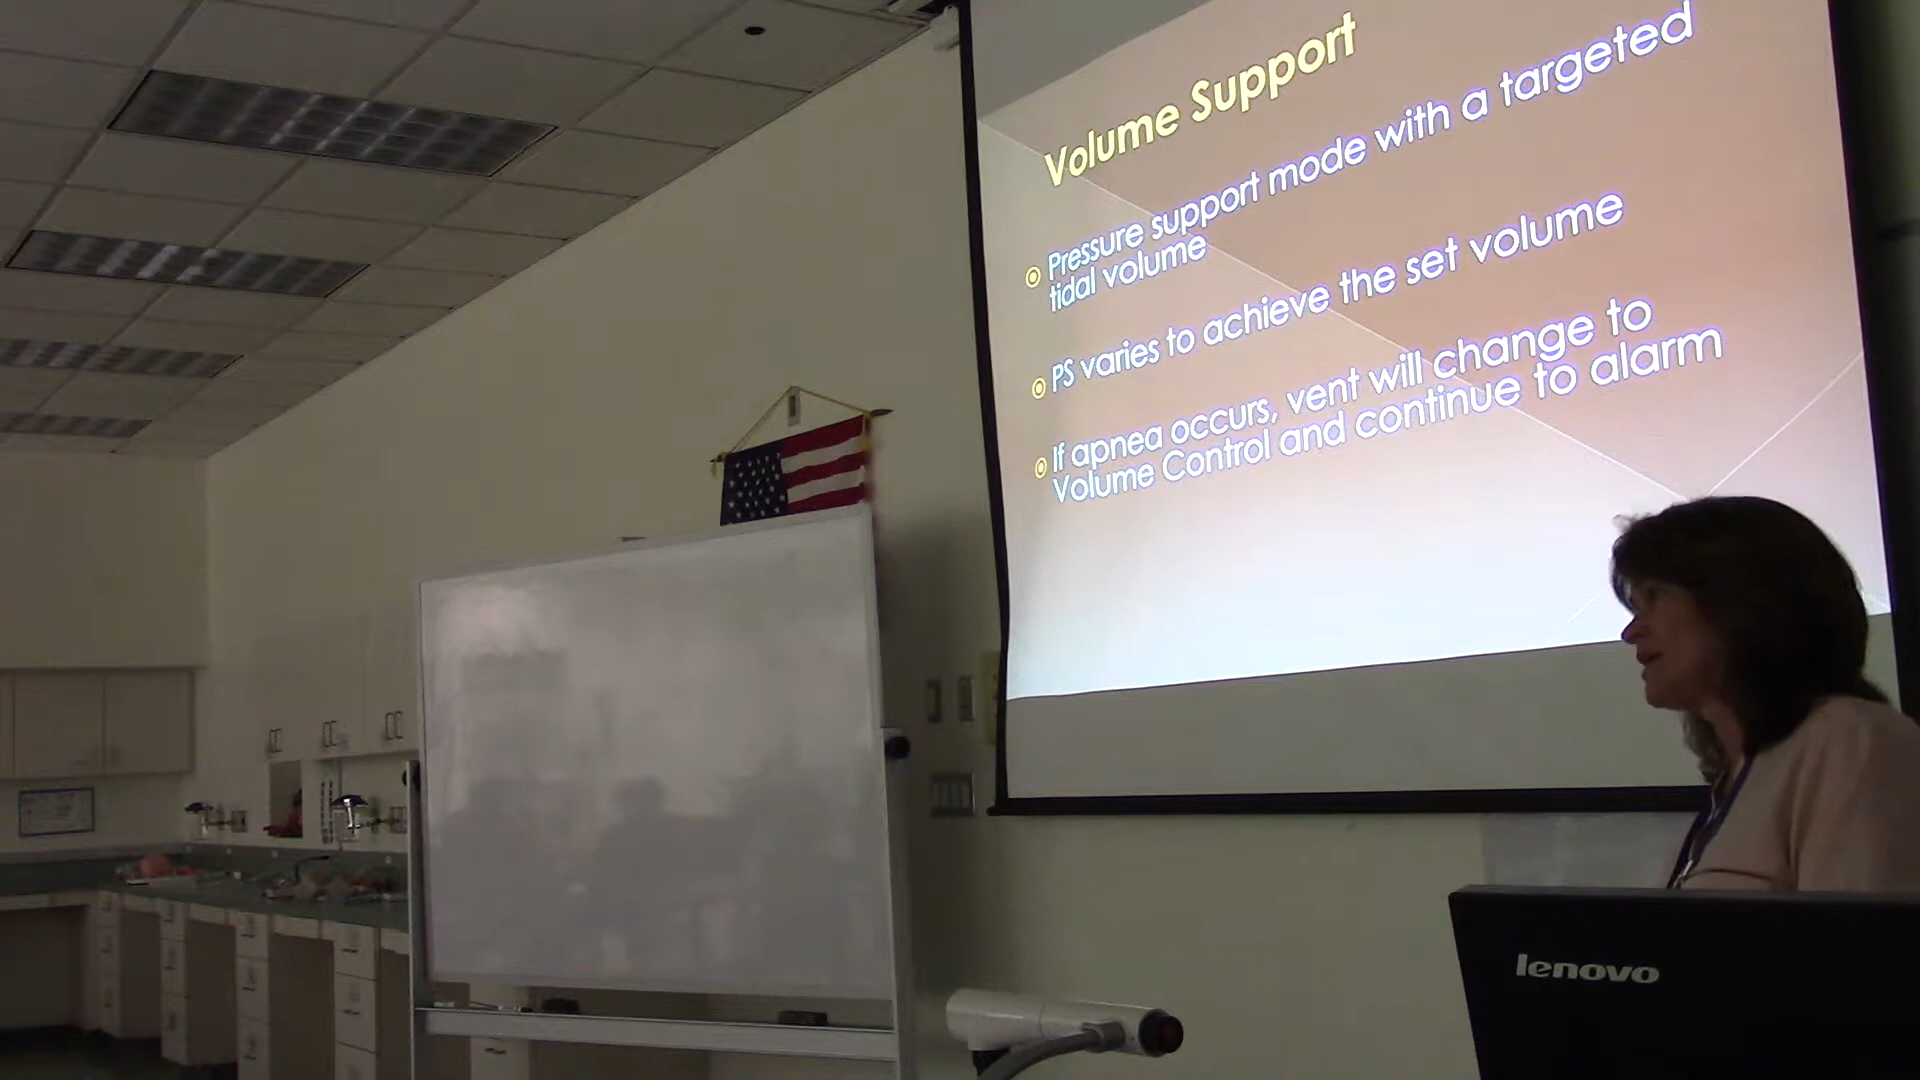 Volume Support
Pressure support mode with a targeted
tidal volume
PS varies to achieve the set volume
If apnea occurs, vent will change to
Volume Control and continue to alarm
lenovo